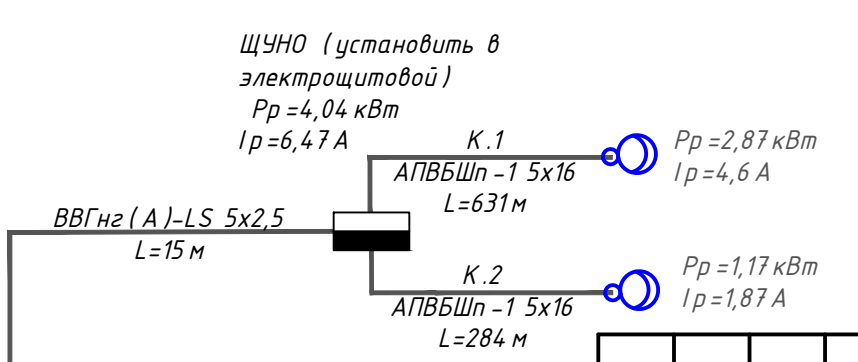 ЩУНО (установить в
электрощитовой)
Рр=4,04 кВт
Iр=6,47 А
К.1
АПВБШп-1 5х16
L=631 м
Рр=2,87 кВт
Iр=4,6 А
ВВГнг(А)-LS 5х2,5
L=15 м
К.2
АПВБШп-1 5х16
L=284 м
Рр=1,17 кВт
Iр=1,87 А